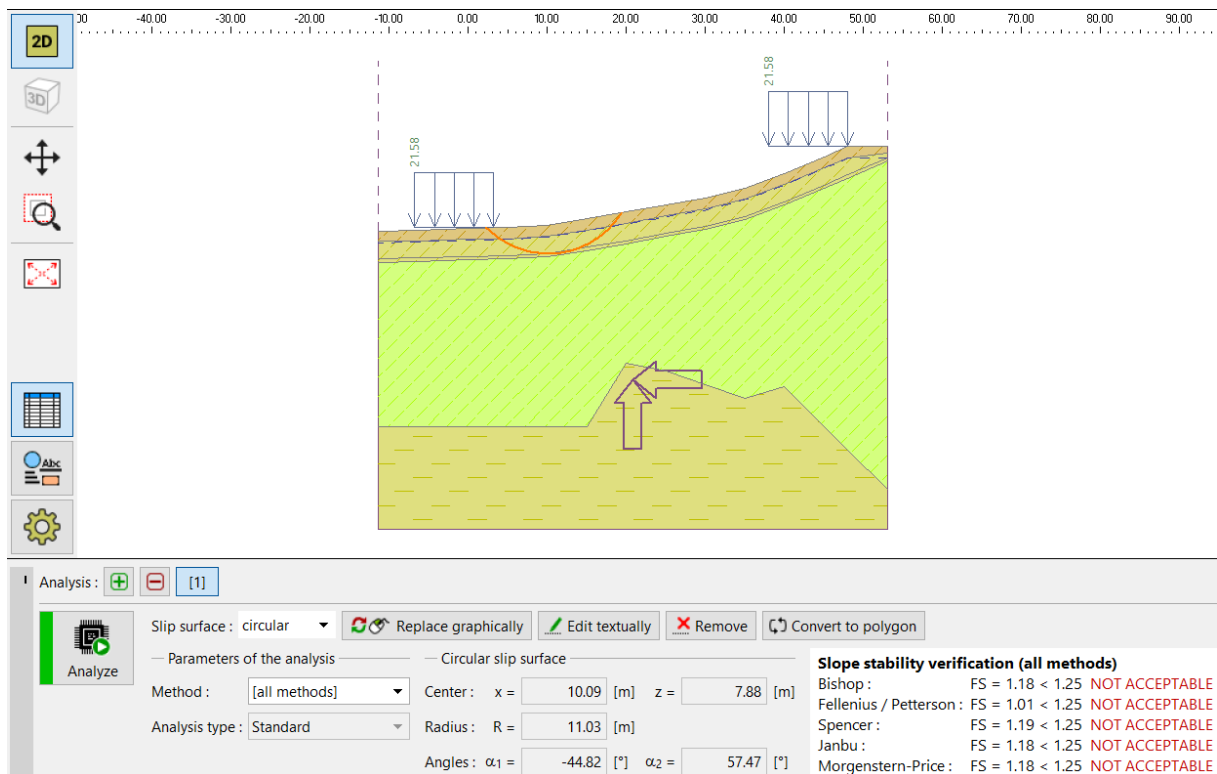 00 -40.00 -30.00 -20.00 -10.00 0.00 10.00 20.00 30.00 40.00 50.00 60.00 70.00 80.00 90.00
2D
3D
21.58
21.58
Abc
Analysis : [1]
Analyze
Slip surface : circular Replace graphically Edit textually Remove Convert to polygon
Parameters of the analysis
Method : [all methods]
Analysis type : Standard
Circular slip surface
Center : x = 10.09 [m] z = 7.88 [m]
Radius : R = 11.03 [m]
Angles : α1 = -44.82 [°] α2 = 57.47 [°]
Slope stability verification (all methods)
Bishop : FS = 1.18 < 1.25 NOT ACCEPTABLE
Fellenius / Petterson : FS = 1.01 < 1.25 NOT ACCEPTABLE
Spencer : FS = 1.19 < 1.25 NOT ACCEPTABLE
Janbu : FS = 1.18 < 1.25 NOT ACCEPTABLE
Morgenstern-Price : FS = 1.18 < 1.25 NOT ACCEPTABLE